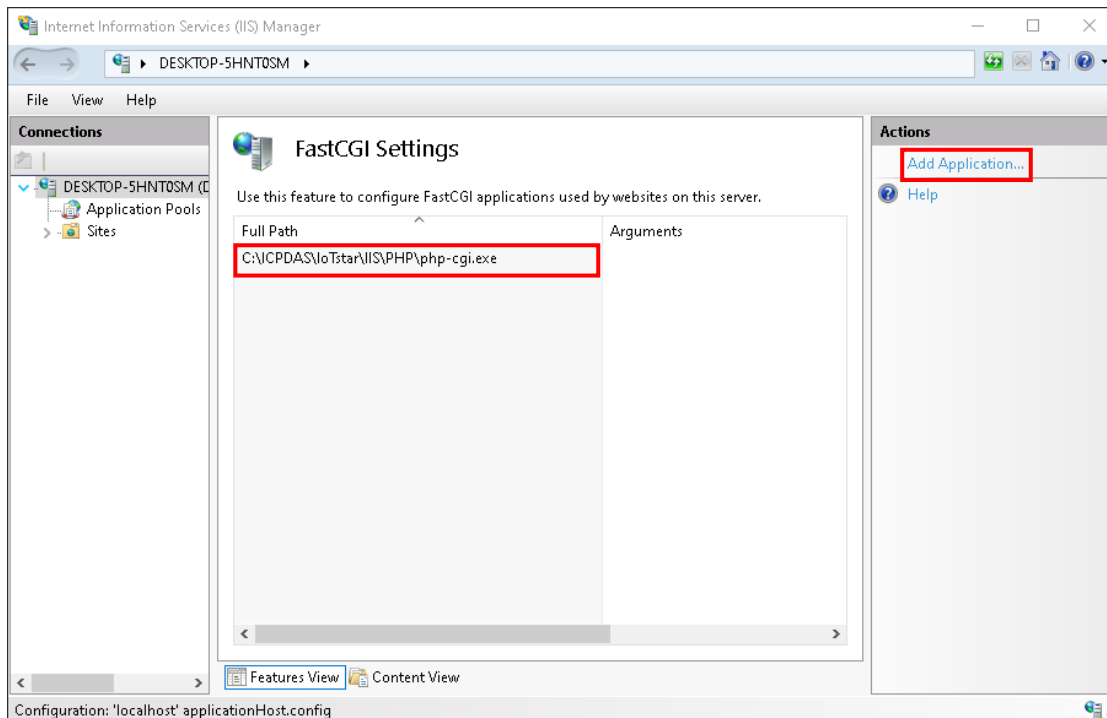 Internet Information Services (IIS) Manager
DESKTOP-5HNT0SM
File View Help
Connections
DESKTOP-5HNT0SM (D
Application Pools
Sites
FastCGI Settings
Use this feature to configure FastCGI applications used by websites on this server.
Full Path Arguments
C:\ICPDAS\IoTstar\IIS\PHP\php-cgi.exe
Features View Content View
Actions
Add Application...
Help
Configuration: 'localhost' applicationHost.config